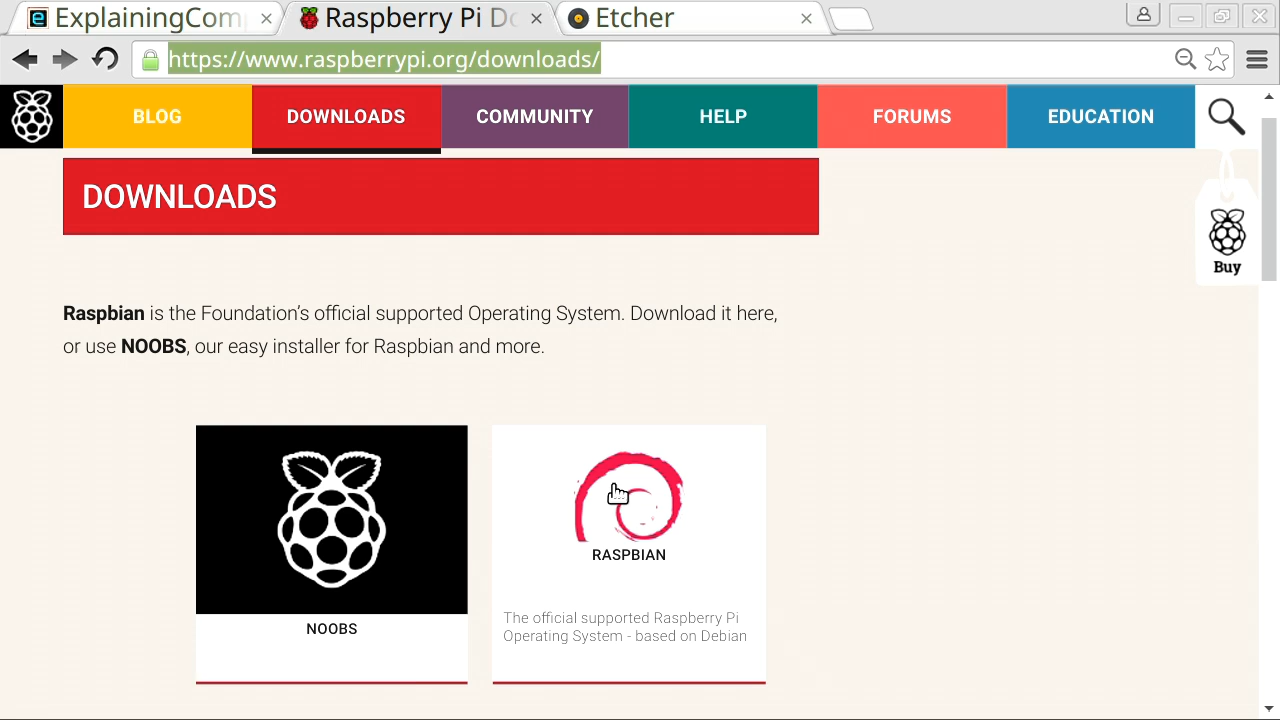 ExplainingCom
Raspberry Pi Do
Etcher
https://www.raspberrypi.org/downloads/
BLOG
DOWNLOADS
COMMUNITY
HELP
FORUMS
EDUCATION
DOWNLOADS
Buy
Raspbian is the Foundation’s official supported Operating System. Download it here,
or use NOOBS, our easy installer for Raspbian and more.
NOOBS
RASPBIAN
The official supported Raspberry Pi
Operating System - based on Debian